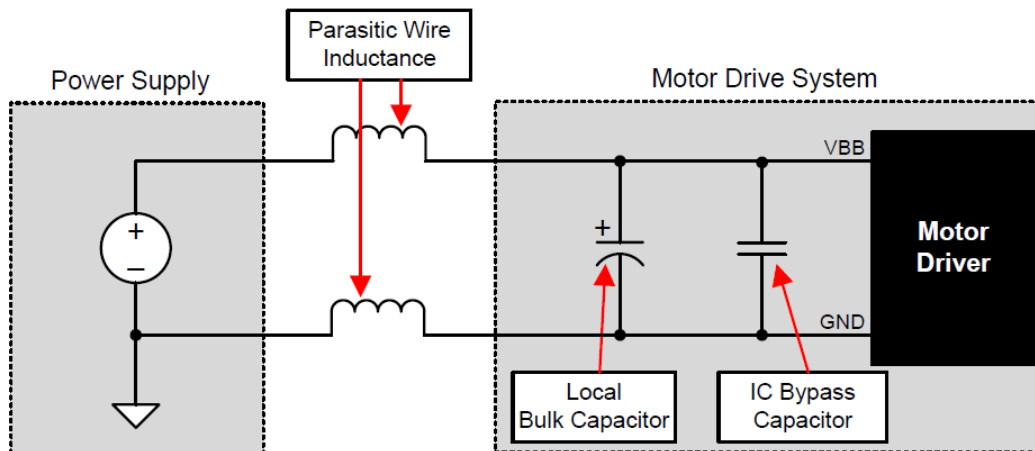 Parasitic Wire
Inductance
Power Supply
Motor Drive System
VBB
+
+
–
Motor
Driver
GND
Local
Bulk Capacitor
IC Bypass
Capacitor